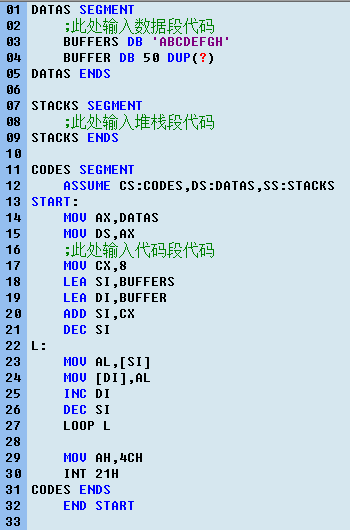 01 DATAS SEGMENT
02 ;此处输入数据段代码
03 BUFFERS DB 'ABCDEFGH'
04 BUFFER DB 50 DUP(?)
05 DATAS ENDS
06
07 STACKS SEGMENT
08 ;此处输入堆栈段代码
09 STACKS ENDS
10
11 CODES SEGMENT
12 ASSUME CS:CODES,DS:DATAS,SS:STACKS
13 START:
14 MOV AX,DATAS
15 MOV DS,AX
16 ;此处输入代码段代码
17 MOV CX,8
18 LEA SI,BUFFERS
19 LEA DI,BUFFER
20 ADD SI,CX
21 DEC SI
22 L:
23 MOV AL,[SI]
24 MOV [DI],AL
25 INC DI
26 DEC SI
27 LOOP L
28
29 MOV AH,4CH
30 INT 21H
31 CODES ENDS
32 END START
33